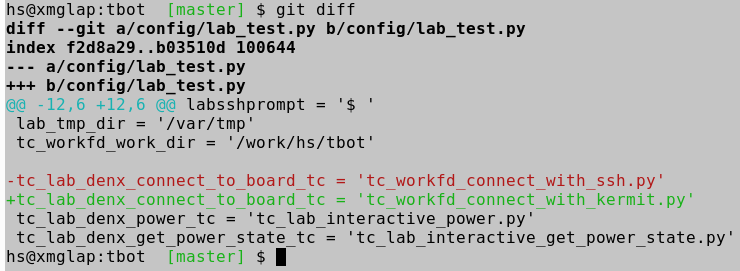 hs@xmglap:tbot  [master] $ git diff
diff --git a/config/lab_test.py b/config/lab_test.py
index f2d8a29..b03510d 100644
--- a/config/lab_test.py
+++ b/config/lab_test.py
@@ -12,6 +12,6 @@ labsshprompt = '$ '
 lab_tmp_dir = '/var/tmp'
 tc_workfd_work_dir = '/work/hs/tbot'

-tc_lab_denx_connect_to_board_tc = 'tc_workfd_connect_with_ssh.py'
+tc_lab_denx_connect_to_board_tc = 'tc_workfd_connect_with_kermit.py'
 tc_lab_denx_power_tc = 'tc_lab_interactive_power.py'
 tc_lab_denx_get_power_state_tc = 'tc_lab_interactive_get_power_state.py'
hs@xmglap:tbot  [master] $